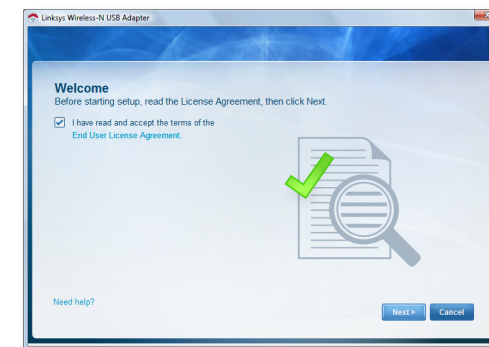 Linksys Wireless-N USB Adapter
Welcome
Before starting setup, read the License Agreement, then click Next.
I have read and accept the terms of the
End User License Agreement.
Need help?
Next >
Cancel